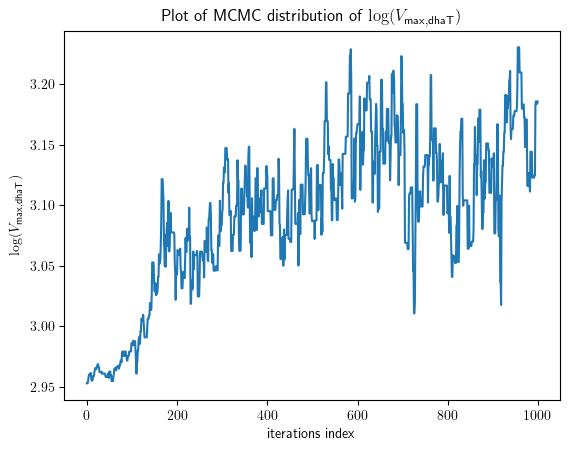 Plot of MCMC distribution of log(V_max,dhaT)
log(V_max,dhaT)
3.20
3.15
3.10
3.05
3.00
2.95
0 200 400 600 800 1000
iterations index